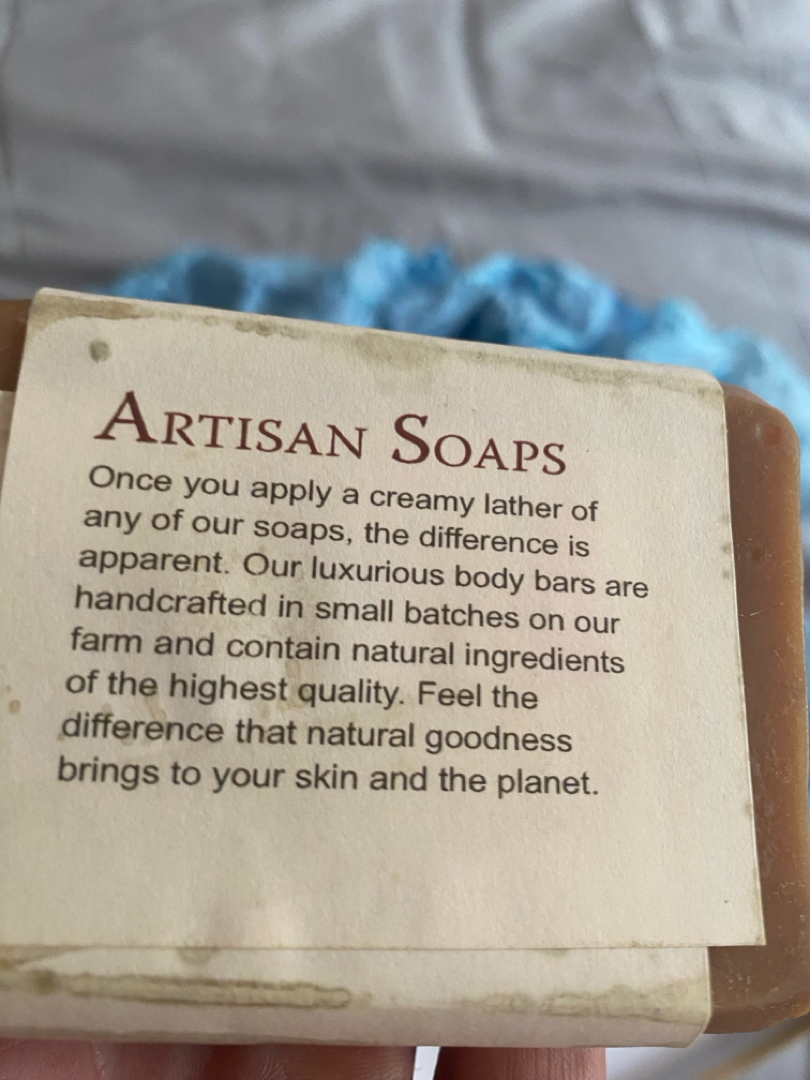 ARTISAN SOAPS
Once you apply a creamy lather of
any of our soaps, the difference is
apparent. Our luxurious body bars are
handcrafted in small batches on our
farm and contain natural ingredients
of the highest quality. Feel the
difference that natural goodness
brings to your skin and the planet.